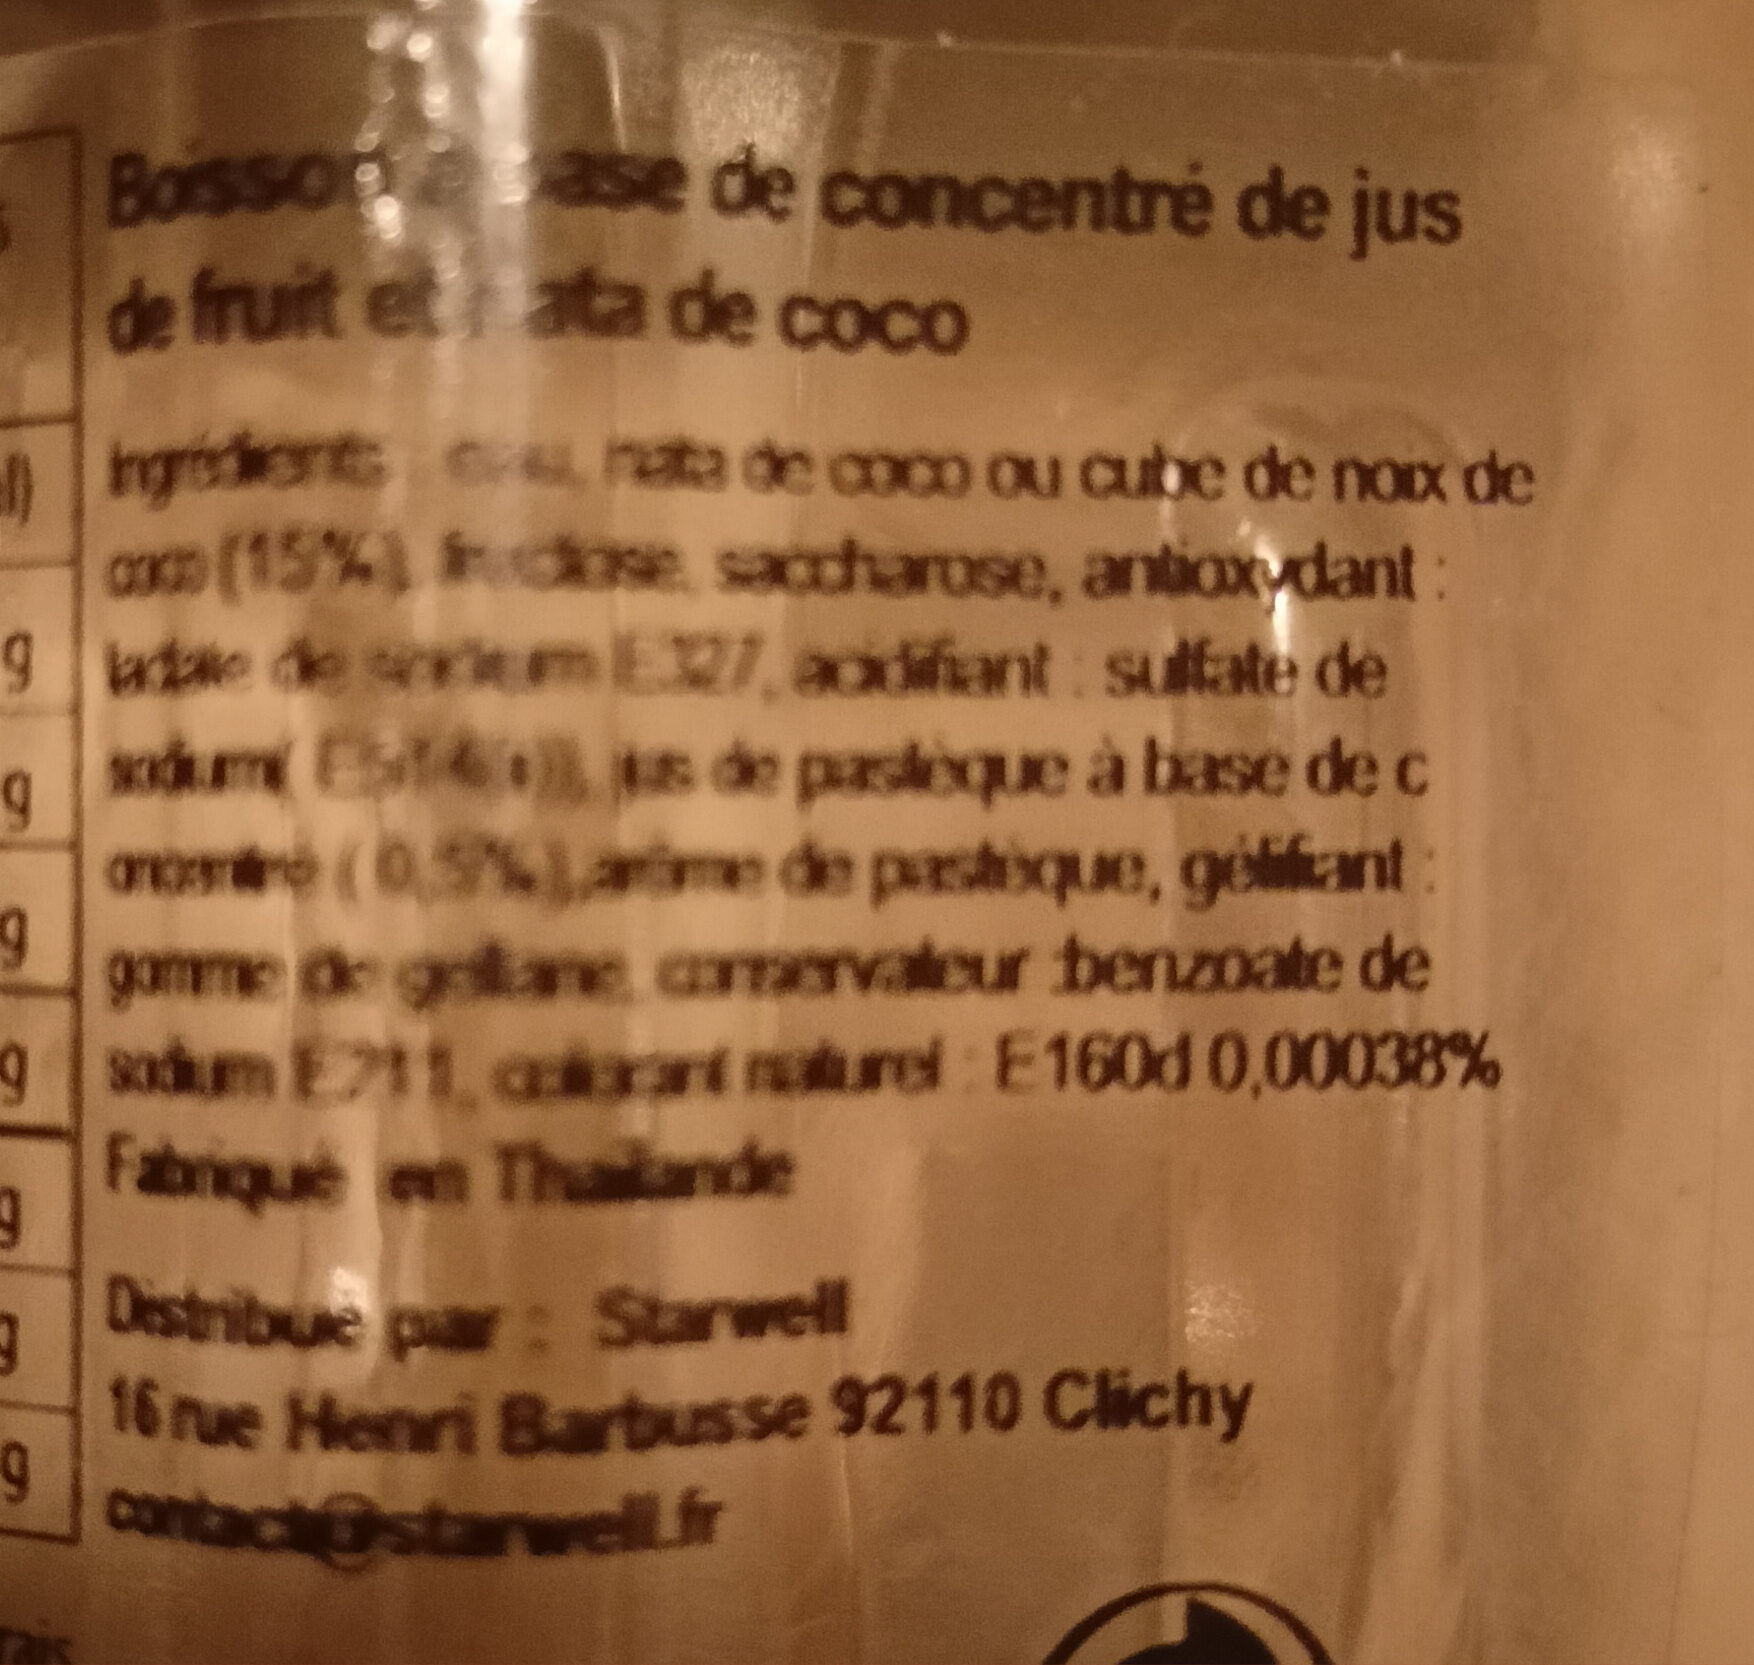 Boisson à base de concentré de jus
de fruit et nata de coco
Ingrédients : eau, nata de coco ou cube de noix de
coco (15%), fructose, saccharose, antioxydant :
lactate de sodium E327, acidifiant : sulfate de
sodium( jus de pastèque à base de c
oncentré ( 0,5%),arôme de pastèque, gélifiant :
gomme de gellane, conservateur :benzoate de
sodium E211, colorant naturel : E160d 0,00038%
Fabriqué en Thaïlande
Distribué par : Starwell
16 rue Henri Barbusse 92110 Clichy
contact@starwell.fr
l)
g
g
g
g
g
g
g